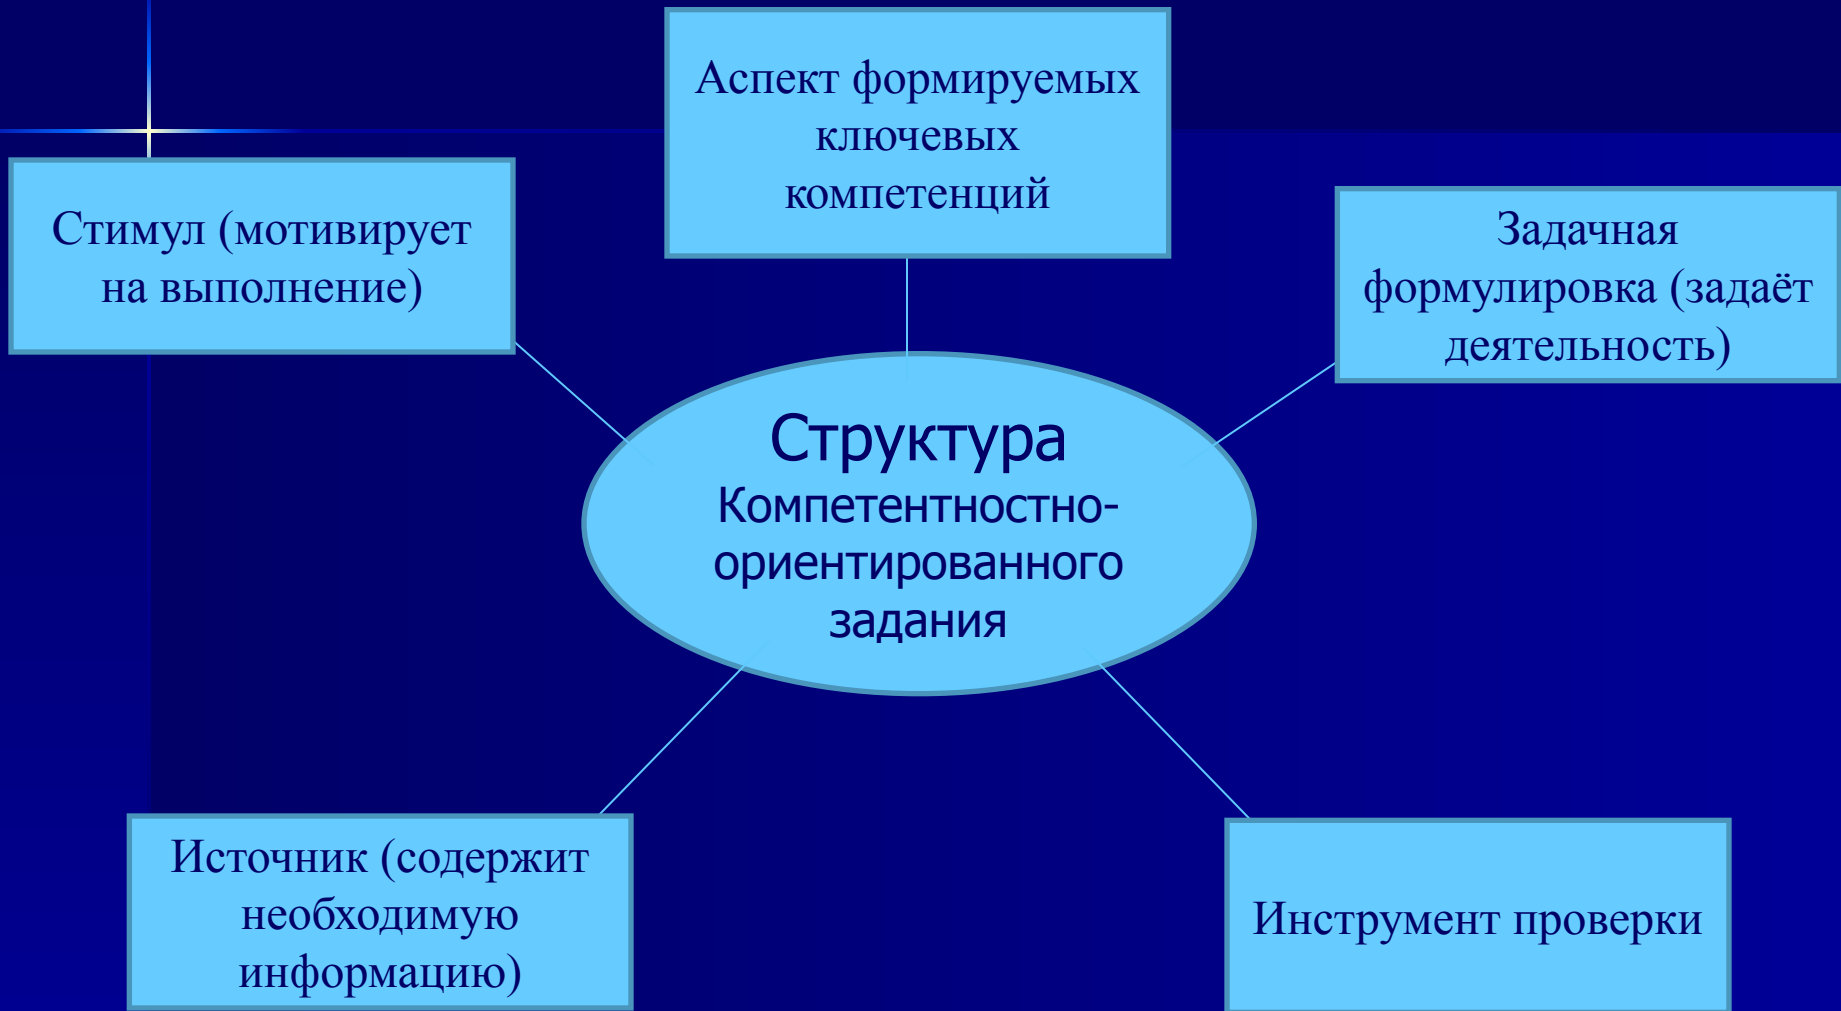 Аспект формируемых
ключевых
компетенций
Стимул (мотивирует
на выполнение)
Задачная
формулировка (задаёт
деятельность)
Структура
Компетентностно-
ориентированного
задания
Источник (содержит
необходимую
информацию)
Инструмент проверки